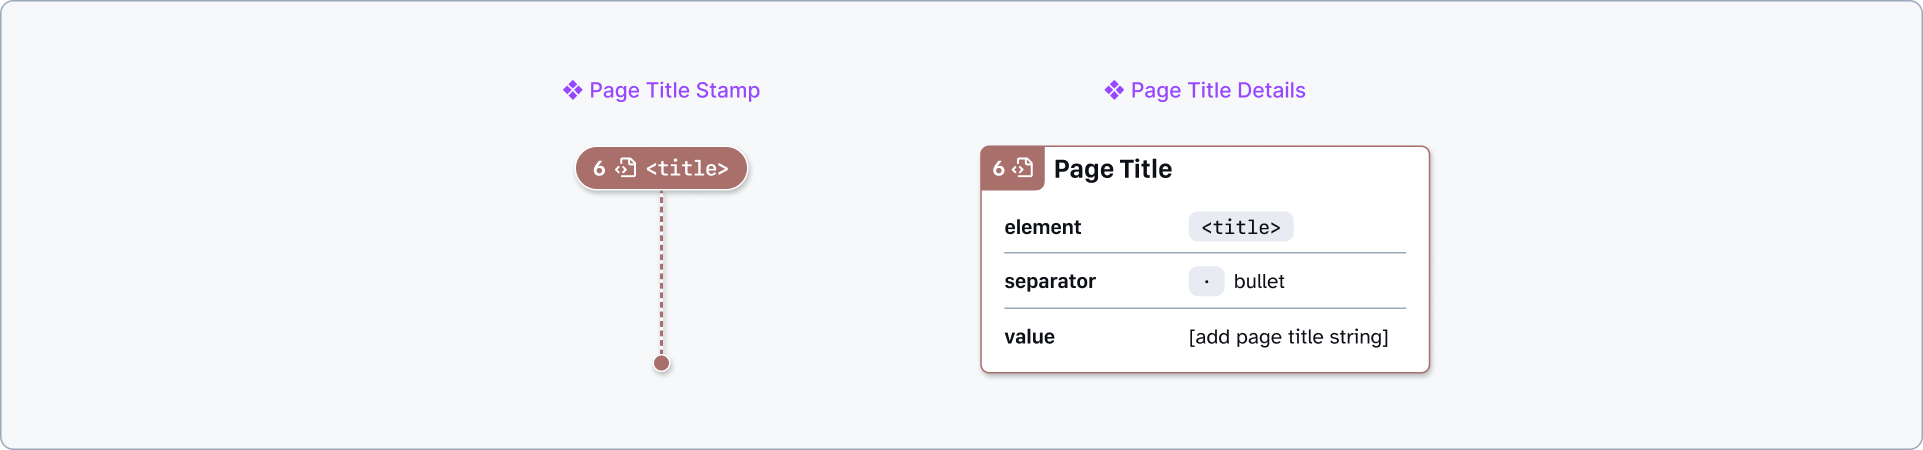 Page Title Stamp
Page Title Details
6 <title>
6 Page Title
element <title>
separator · bullet
value [add page title string]